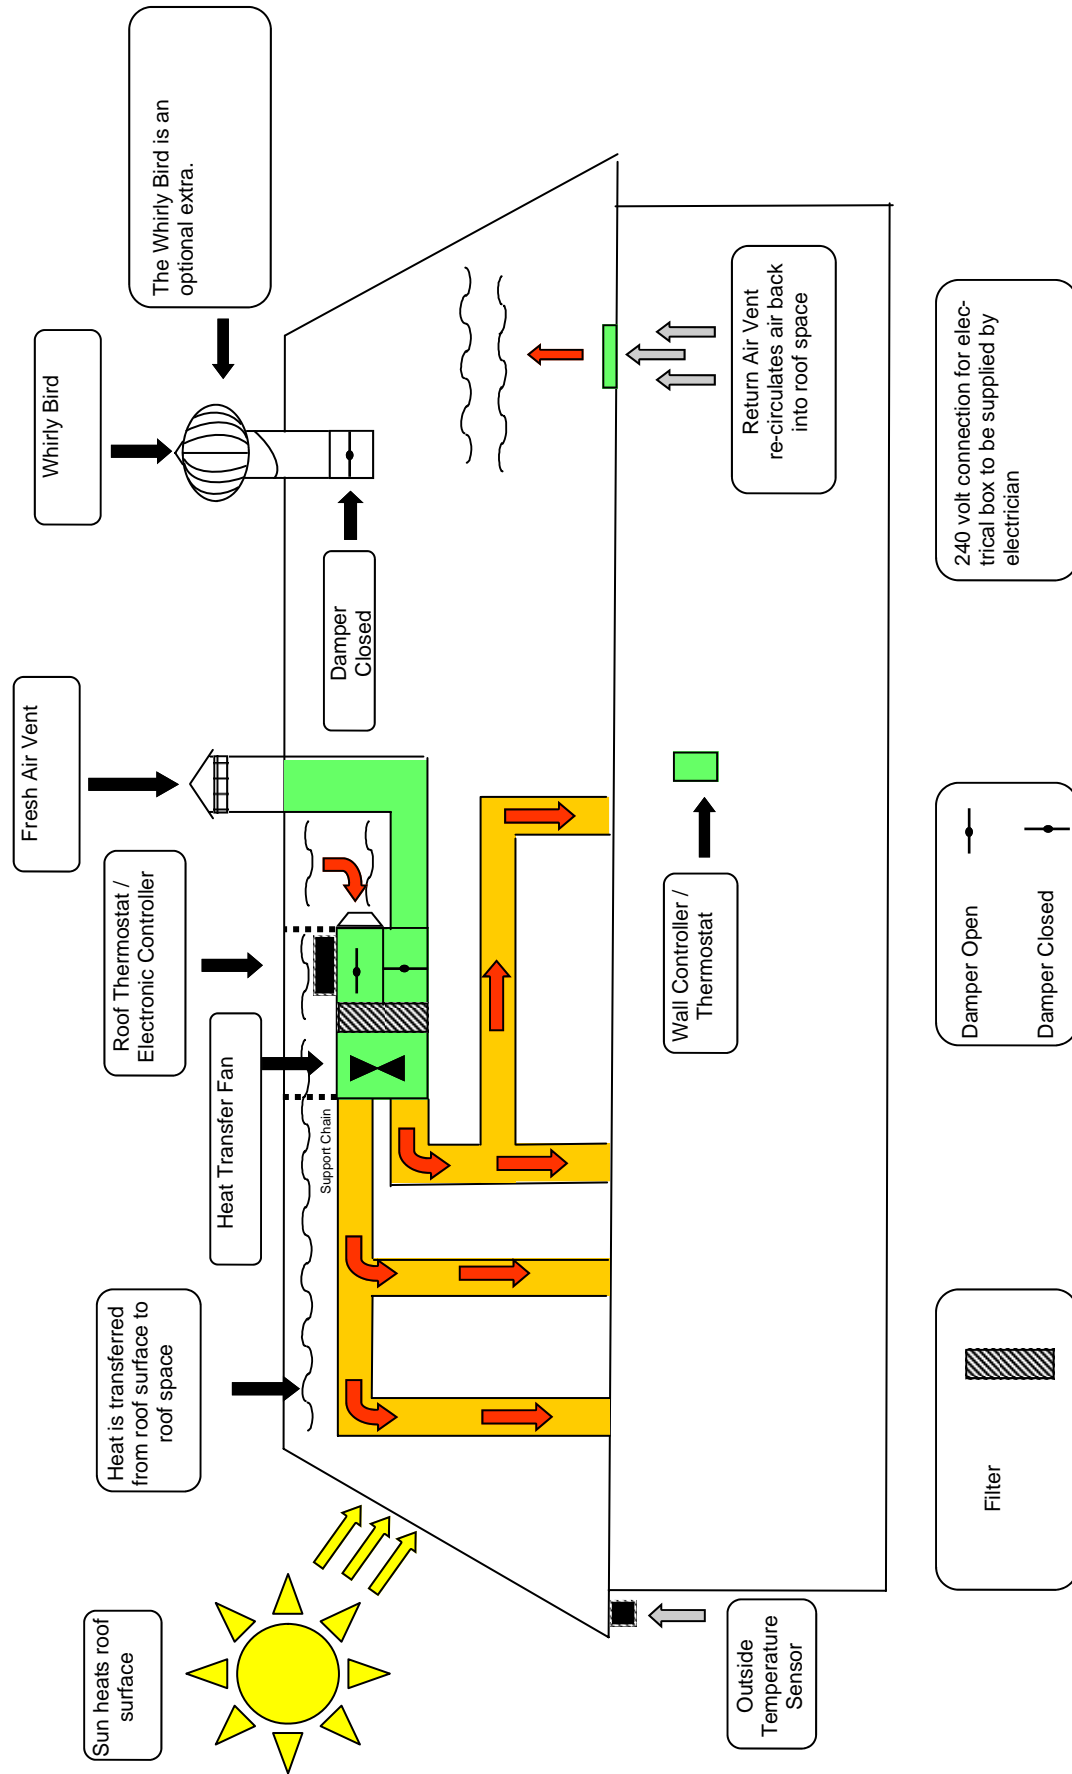 Sun heats roof
surface
Heat is transferred
from roof surface to
roof space
Heat Transfer Fan
Roof Thermostat /
Electronic Controller
Fresh Air Vent
Whirly Bird
The Whirly Bird is an
optional extra.
Support Chain
Damper
Closed
Outside
Temperature
Sensor
Wall Controller /
Thermostat
Return Air Vent
re-circulates air back
into roof space
Filter
Damper Open
Damper Closed
240 volt connection for elec-
trical box to be supplied by
electrician